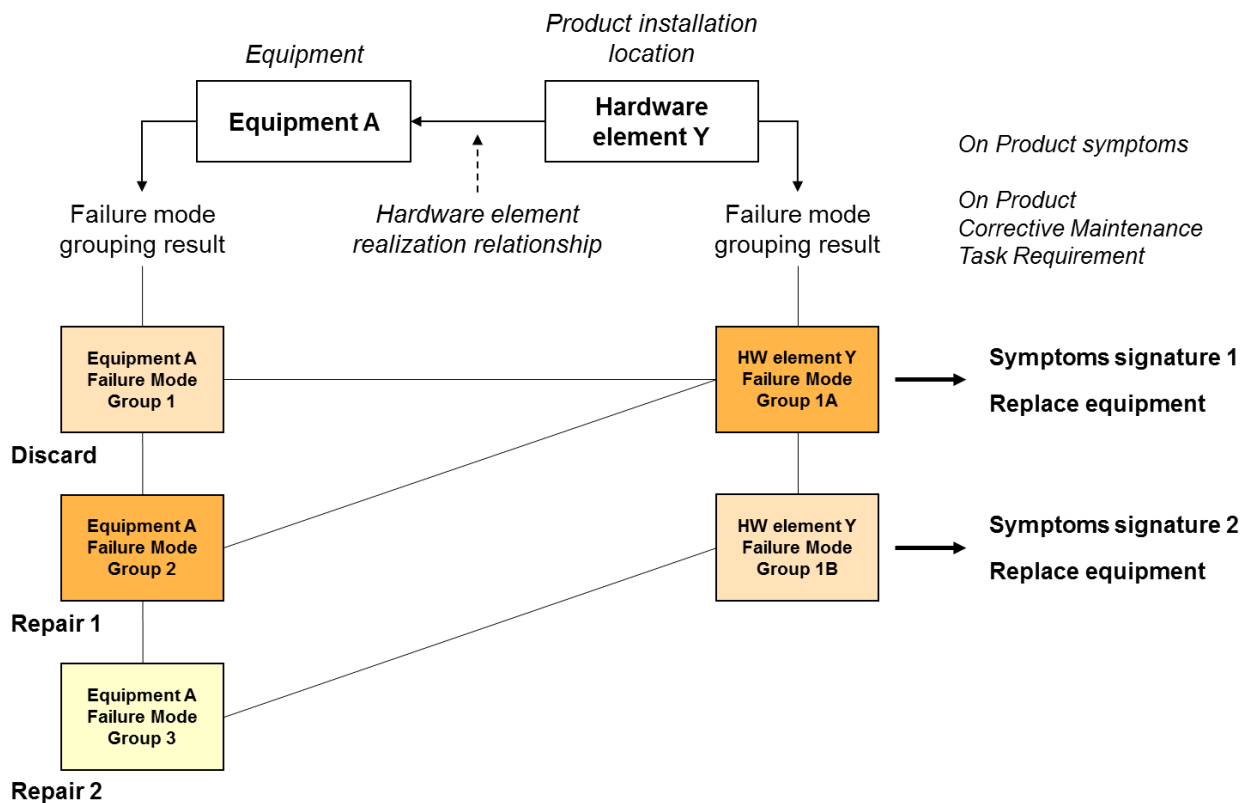 Product installation
location
Equipment
Equipment A
Hardware
element Y
On Product symptoms
On Product
Corrective Maintenance
Task Requirement
Failure mode
grouping result
Hardware element
realization relationship
Failure mode
grouping result
Equipment A
Failure Mode
Group 1
HW element Y
Failure Mode
Group 1A
Symptoms signature 1
Replace equipment
Discard
Equipment A
Failure Mode
Group 2
HW element Y
Failure Mode
Group 1B
Symptoms signature 2
Replace equipment
Repair 1
Equipment A
Failure Mode
Group 3
Repair 2